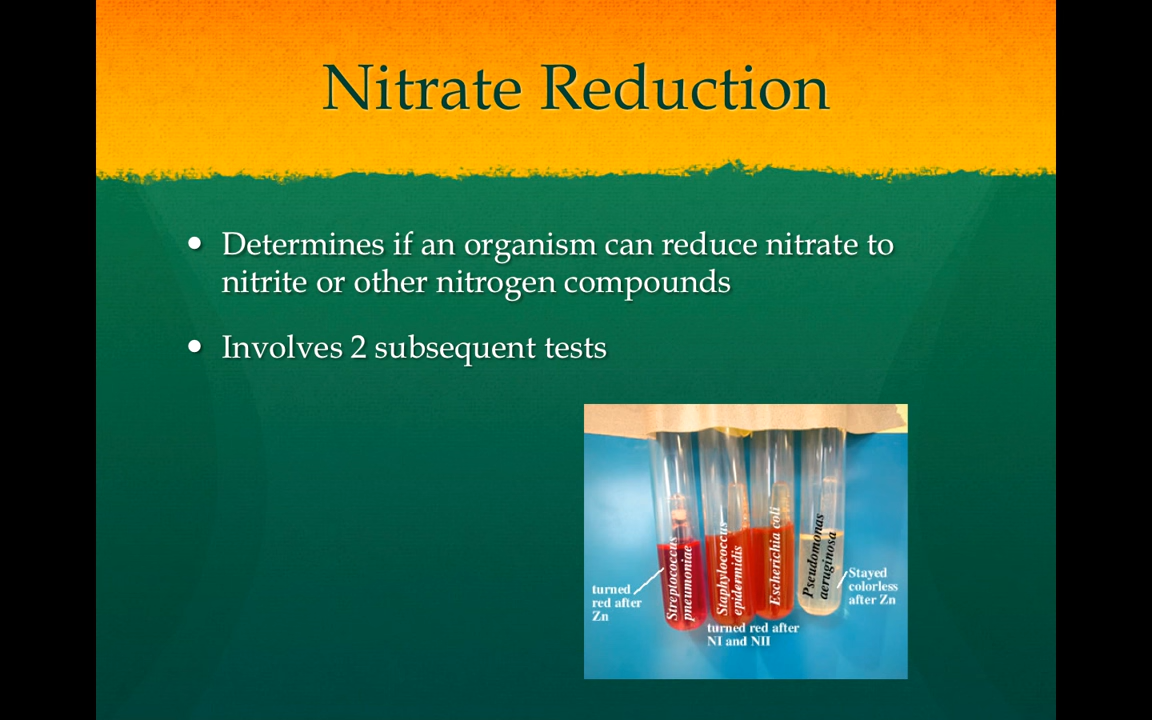 Nitrate Reduction
Determines if an organism can reduce nitrate to
nitrite or other nitrogen compounds
Involves 2 subsequent tests
Streptococcus
pneumoniae
Staphylococcus
epidermidis
Escherichia coli
Pseudomonas
aeruginosa
turned
red after
Zn
turned red after
NI and NII
Stayed
colorless
after Zn